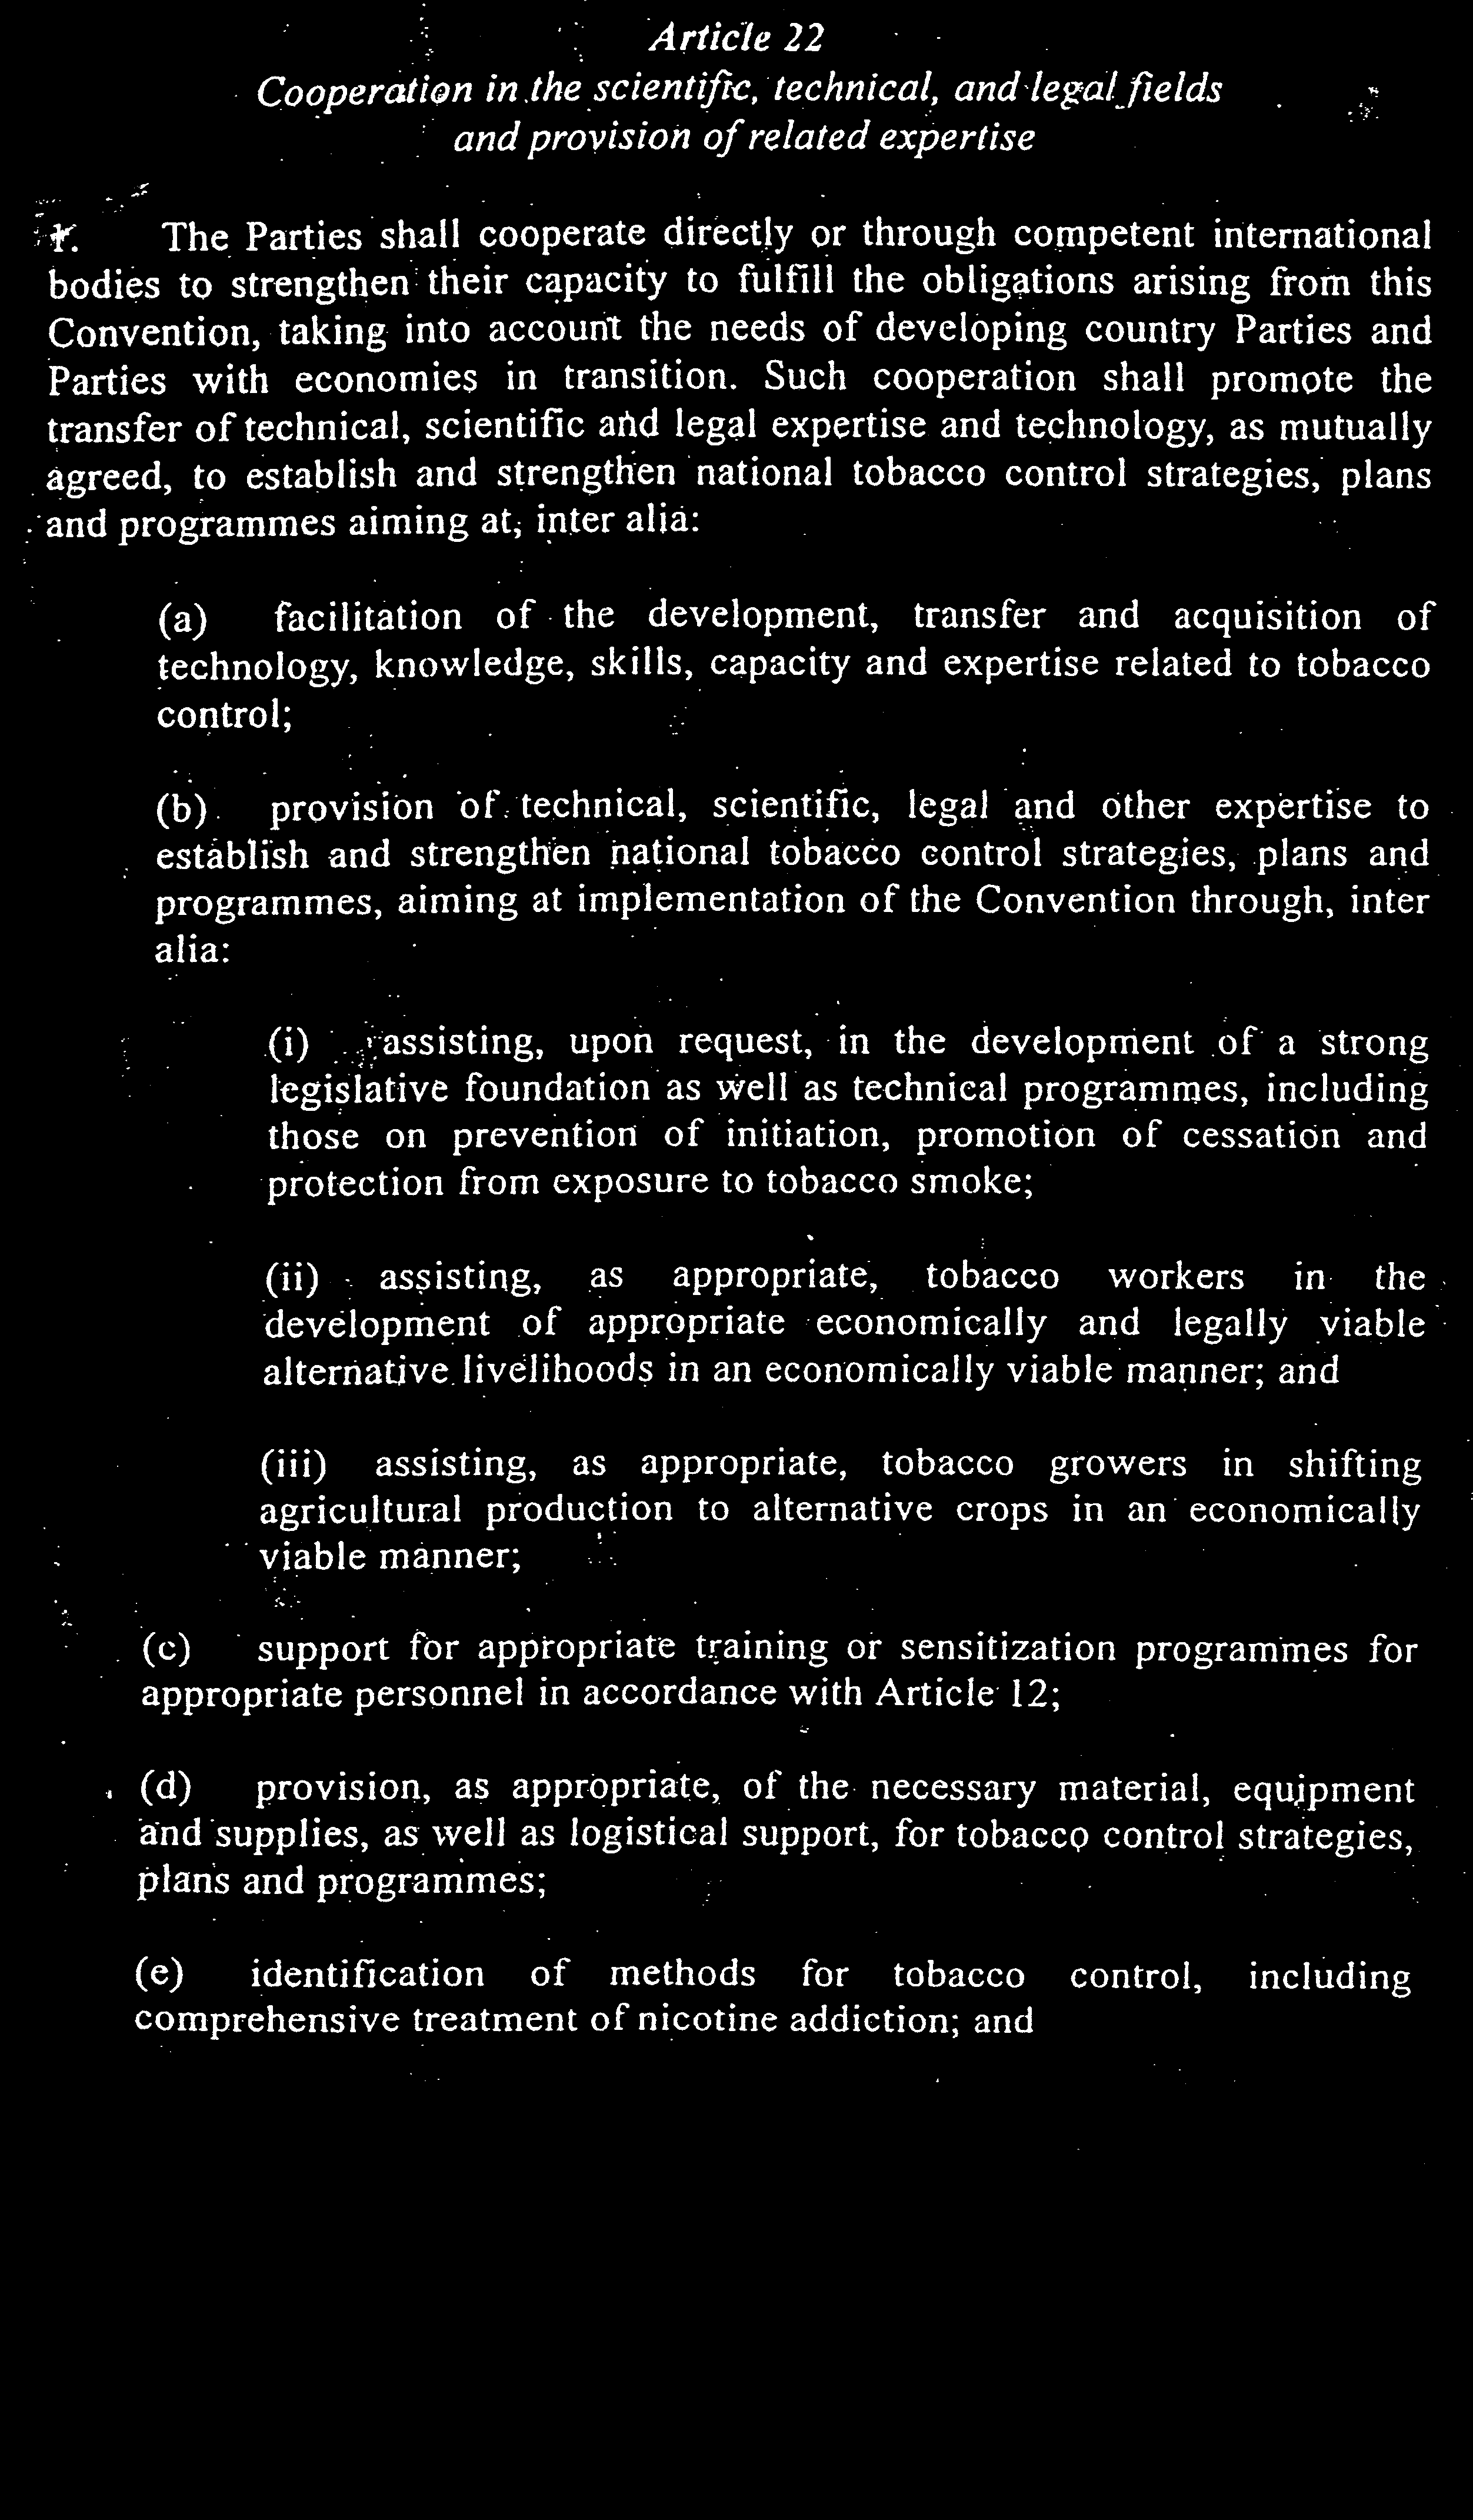 Article 22
Cooperation in the scientific, technical, and legal fields
and provision of related expertise
1. The Parties shall cooperate directly or through competent international
bodies to strengthen their capacity to fulfill the obligations arising from this
Convention, taking into account the needs of developing country Parties and
Parties with economies in transition. Such cooperation shall promote the
transfer of technical, scientific and legal expertise and technology, as mutually
agreed, to establish and strengthen national tobacco control strategies, plans
and programmes aiming at, inter alia:
(a) facilitation of the development, transfer and acquisition of
technology, knowledge, skills, capacity and expertise related to tobacco
control;
(b) provision of technical, scientific, legal and other expertise to
establish and strengthen national tobacco control strategies, plans and
programmes, aiming at implementation of the Convention through, inter
alia:
(i) assisting, upon request, in the development of a strong
legislative foundation as well as technical programmes, including
those on prevention of initiation, promotion of cessation and
protection from exposure to tobacco smoke;
(ii) assisting, as appropriate, tobacco workers in the
development of appropriate economically and legally viable
alternative livelihoods in an economically viable manner; and
(iii) assisting, as appropriate, tobacco growers in shifting
agricultural production to alternative crops in an economically
viable manner;
(c) support for appropriate training or sensitization programmes for
appropriate personnel in accordance with Article 12;
(d) provision, as appropriate, of the necessary material, equipment
and supplies, as well as logistical support, for tobacco control strategies,
plans and programmes;
(e) identification of methods for tobacco control, including
comprehensive treatment of nicotine addiction; and